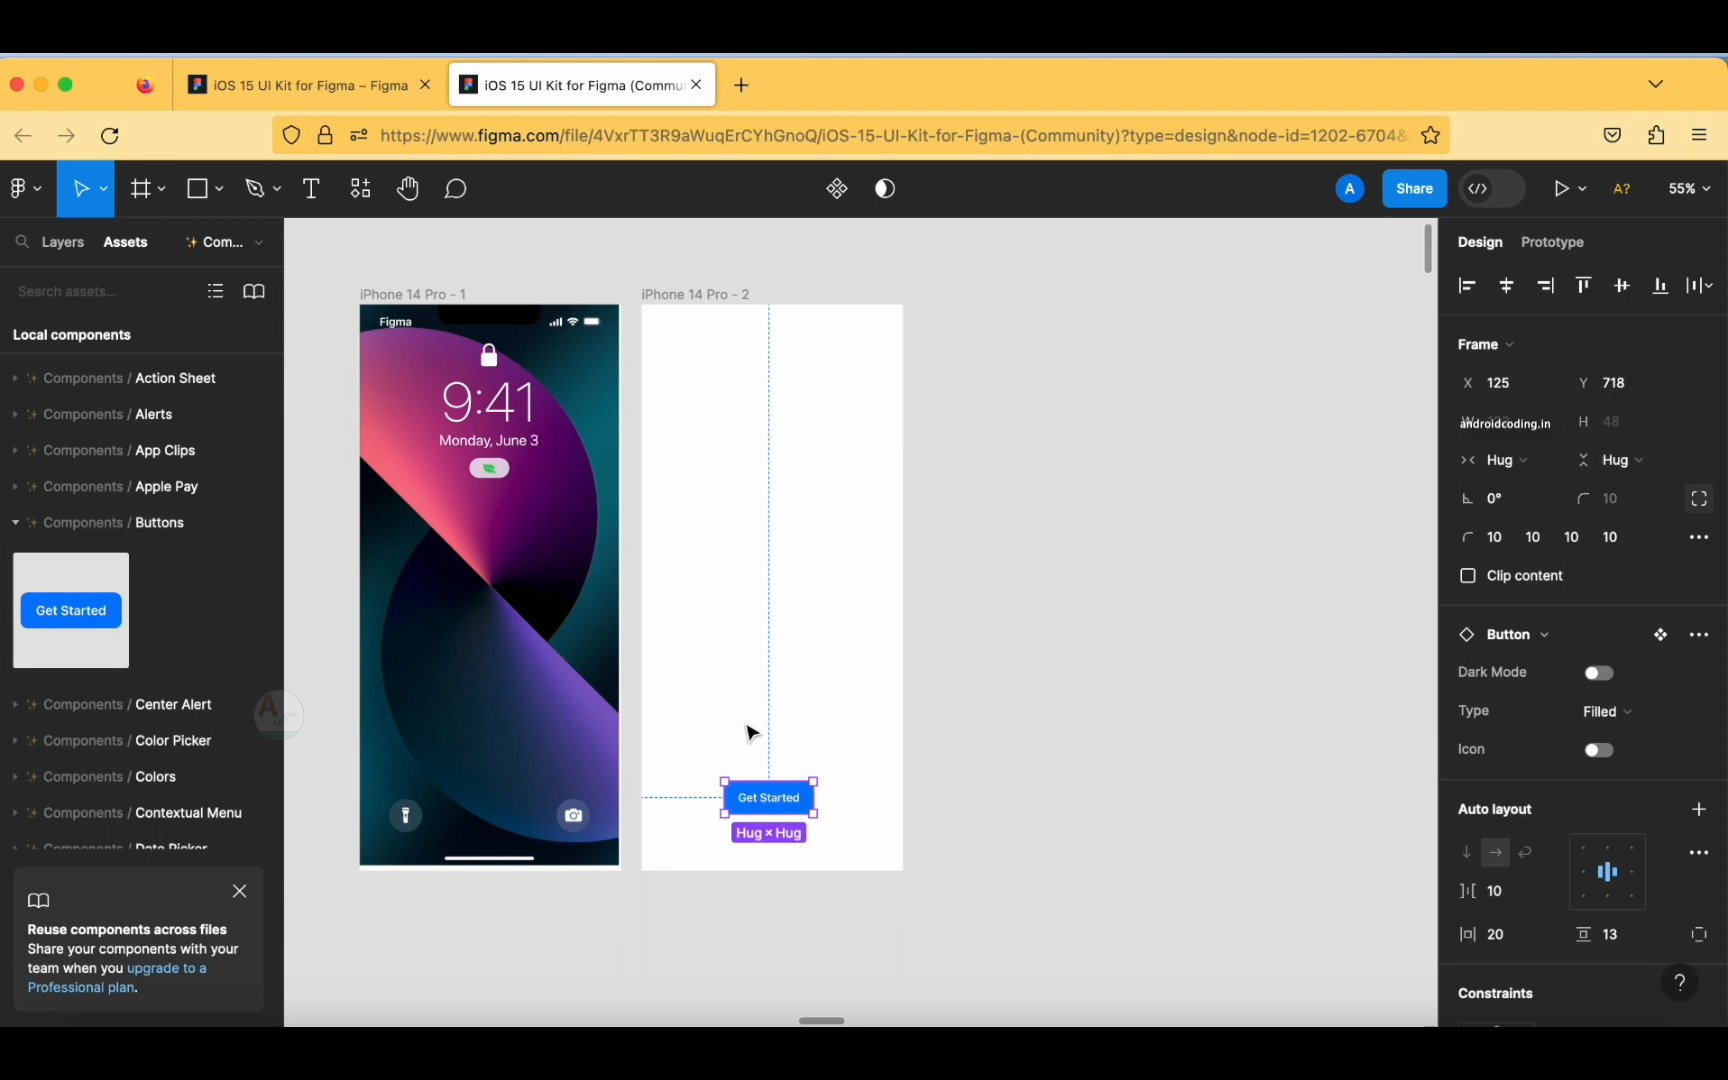 iOS 15 UI Kit for Figma – Figma
iOS 15 UI Kit for Figma (Commu
https://www.figma.com/file/4VxrTT3R9aWuqErCYhGnoQ/iOS-15-UI-Kit-for-Figma-(Community)?type=design&node-id=1202-6704&
A
Share
A?
55%
Layers
Assets
Com...
Design
Prototype
Search assets...
Local components
Components / Action Sheet
Components / Alerts
Components / App Clips
Components / Apple Pay
Components / Buttons
Get Started
Components / Center Alert
Components / Color Picker
Components / Colors
Components / Contextual Menu
Components / Date Picker
Reuse components across files
Share your components with your
team when you upgrade to a
Professional plan.
iPhone 14 Pro - 1
iPhone 14 Pro - 2
Figma
9:41
Monday, June 3
Get Started
Hug × Hug
Frame
X 125
Y 718
androidcoding.in
H 48
Hug
Hug
0°
10
10
10
10
10
Clip content
Button
Dark Mode
Type
Filled
Icon
Auto layout
10
20
13
Constraints
?